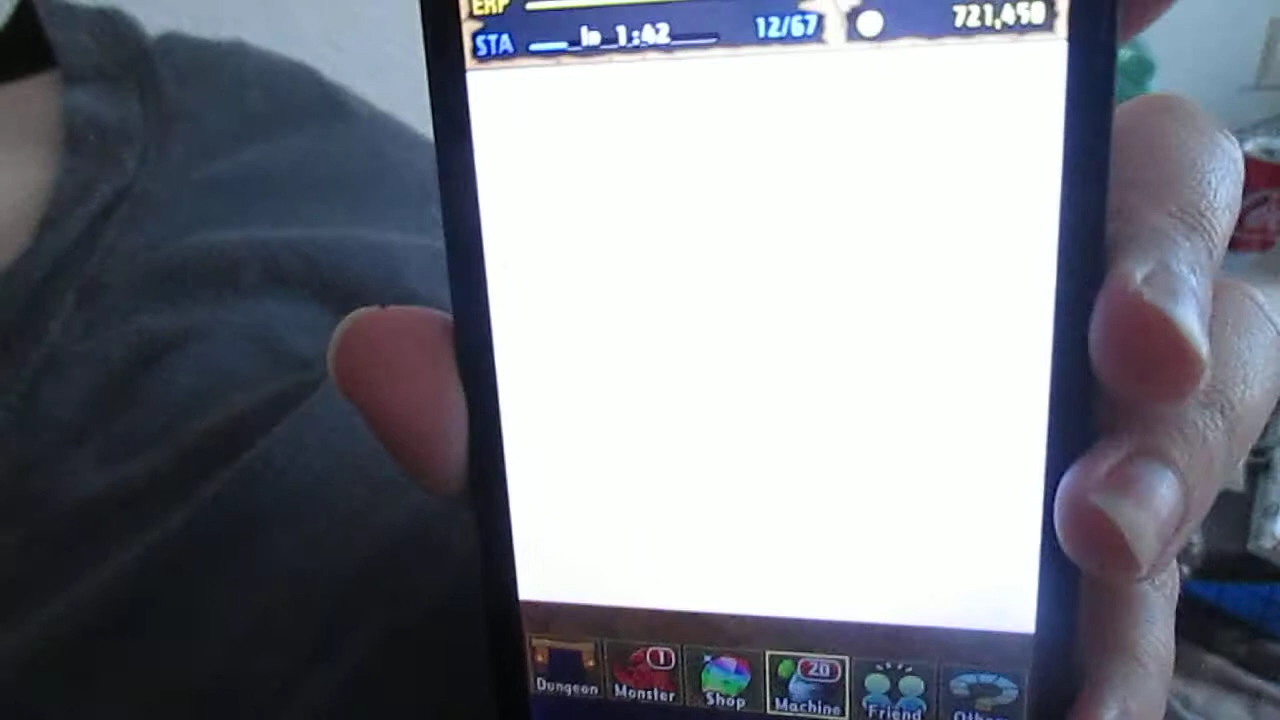 EXP
STA In 1:42 12/67 721,450
Dungeon Monster 1 Shop Machine 20 Friend